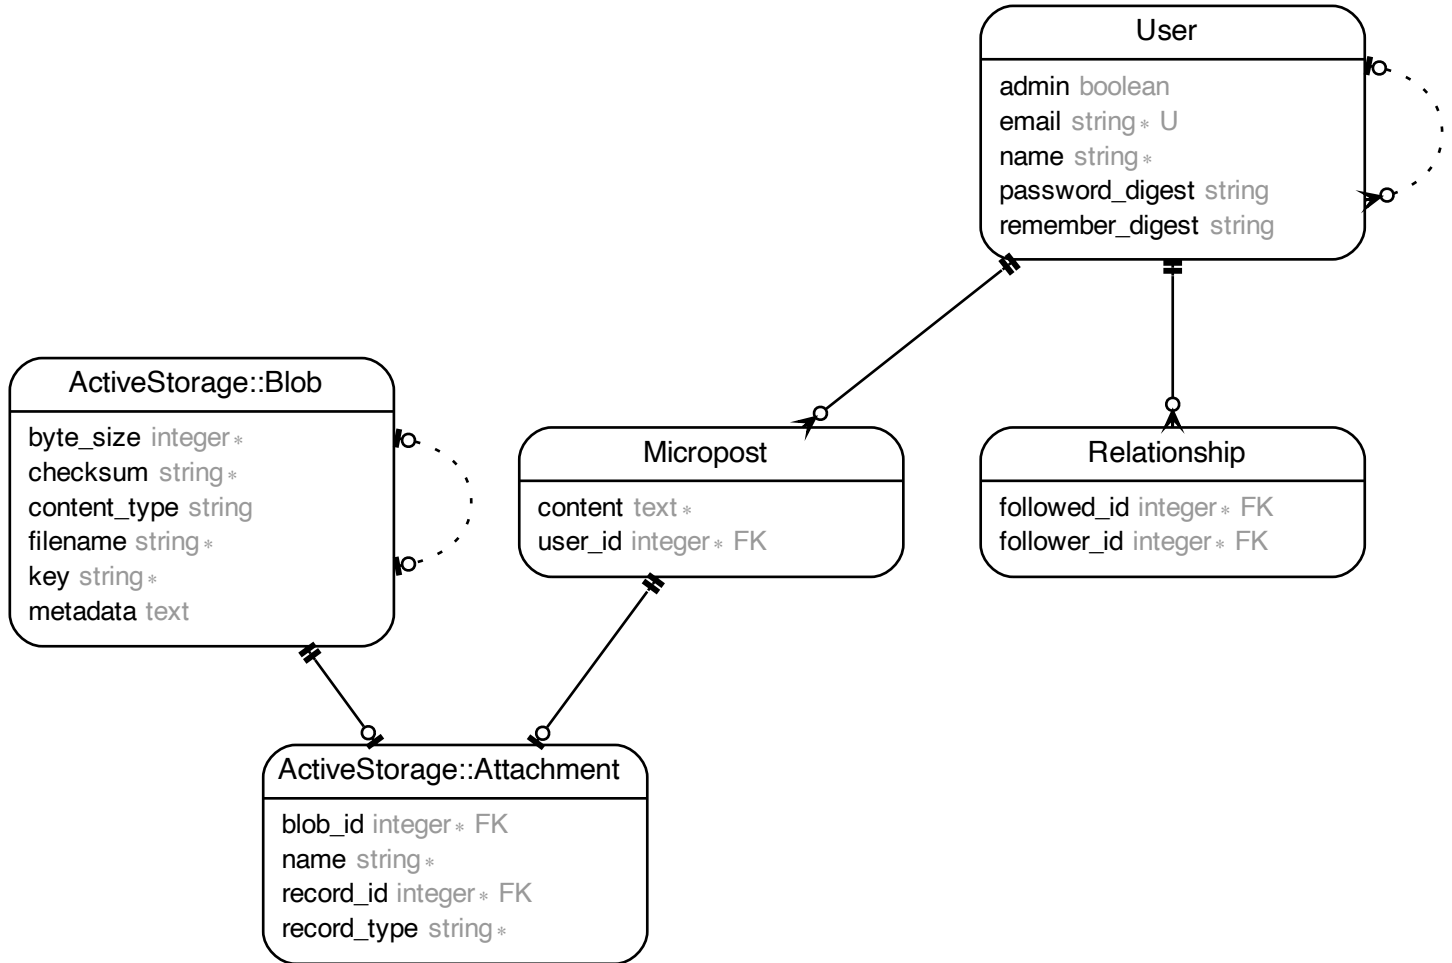 User
admin boolean
email string* U
name string*
password_digest string
remember_digest string
ActiveStorage::Blob
byte_size integer*
checksum string*
content_type string
filename string*
key string*
metadata text
Micropost
content text*
user_id integer* FK
Relationship
followed_id integer* FK
follower_id integer* FK
ActiveStorage::Attachment
blob_id integer* FK
name string*
record_id integer* FK
record_type string*